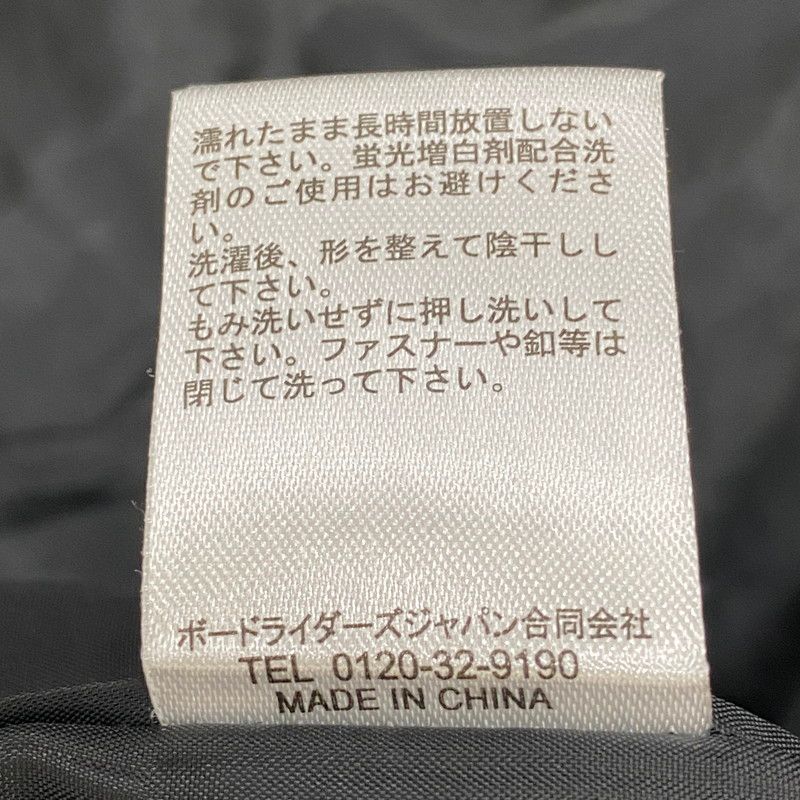 濡れたまま長時間放置しない
で下さい。蛍光増白剤配合洗
剤のご使用はお避けくださ
い。
洗濯後、形を整えて陰干しし
て下さい。
もみ洗いせずに押し洗いして
下さい。ファスナーや釦等は
閉じて洗って下さい。
ボードライダーズジャパン合同会社
TEL 0120-32-9190
MADE IN CHINA